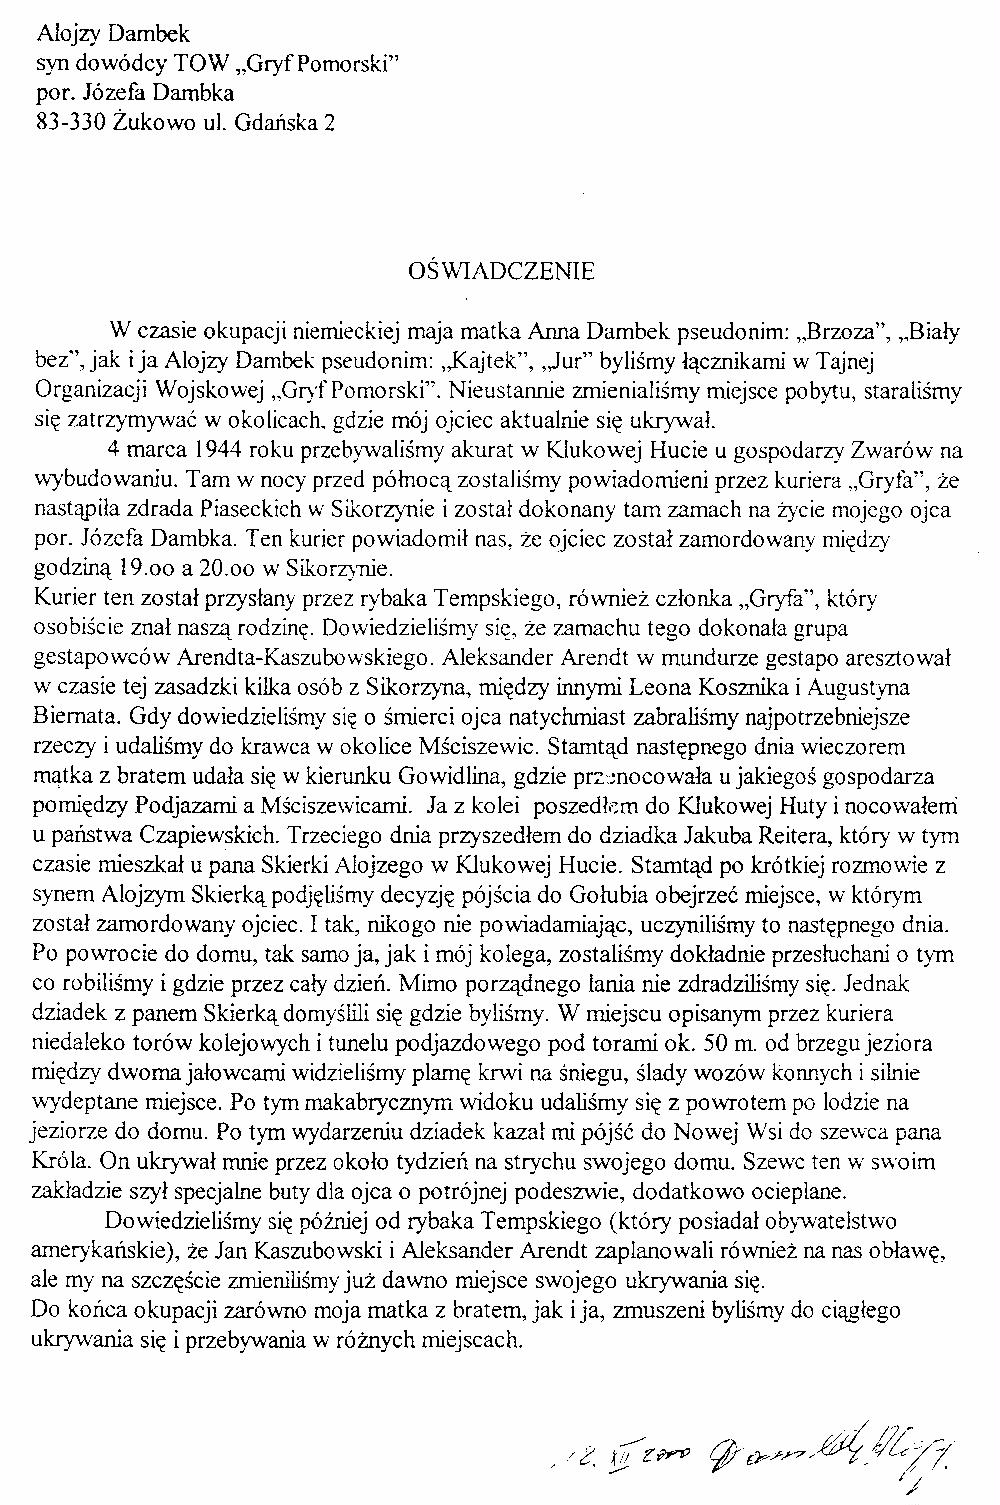 Alojzy Dambek
syn dowódcy TOW „Gryf Pomorski”
por. Józefa Dambka
83-330 Żukowo ul. Gdańska 2
OŚWIADCZENIE
W czasie okupacji niemieckiej maja matka Anna Dambek pseudonim: „Brzoza”, „Biały
bez”, jak i ja Alojzy Dambek pseudonim: „Kajtek”, „Jur” byliśmy łącznikami w Tajnej
Organizacji Wojskowej „Gryf Pomorski”. Nieustannie zmienialiśmy miejsce pobytu, staraliśmy
się zatrzymywać w okolicach, gdzie mój ojciec aktualnie się ukrywał.
4 marca 1944 roku przebywaliśmy akurat w Klukowej Hucie u gospodarzy Zwarów na
wybudowaniu. Tam w nocy przed północą zostaliśmy powiadomieni przez kuriera „Gryfa”, że
nastąpiła zdrada Piaseckich w Sikorzynie i został dokonany tam zamach na życie mojego ojca
por. Józefa Dambka. Ten kurier powiadomił nas, że ojciec został zamordowany między
godziną 19.oo a 20.oo w Sikorzynie.
Kurier ten został przysłany przez rybaka Tempskiego, również członka „Gryfa”, który
osobiście znał naszą rodzinę. Dowiedzieliśmy się, że zamachu tego dokonała grupa
gestapowców Arendta-Kaszubowskiego. Aleksander Arendt w mundurze gestapo aresztował
w czasie tej zasadzki kilka osób z Sikorzyna, między innymi Leona Kosznika i Augustyna
Biernata. Gdy dowiedzieliśmy się o śmierci ojca natychmiast zabraliśmy najpotrzebniejsze
rzeczy i udaliśmy do krawca w okolice Mściszewic. Stamtąd następnego dnia wieczorem
matka z bratem udała się w kierunku Gowidlina, gdzie przenocowała u jakiegoś gospodarza
pomiędzy Podjazami a Mściszewicami. Ja z kolei poszedłem do Klukowej Huty i nocowałem
u państwa Czapiewskich. Trzeciego dnia przyszedłem do dziadka Jakuba Reitera, który w tym
czasie mieszkał u pana Skierki Alojzego w Klukowej Hucie. Stamtąd po krótkiej rozmowie z
synem Alojzym Skierką podjęliśmy decyzję pójścia do Gołubia obejrzeć miejsce, w którym
został zamordowany ojciec. I tak, nikogo nie powiadamiając, uczyniliśmy to następnego dnia.
Po powrocie do domu, tak samo ja, jak i mój kolega, zostaliśmy dokładnie przesłuchani o tym
co robiliśmy i gdzie przez cały dzień. Mimo porządnego lania nie zdradziliśmy się. Jednak
dziadek z panem Skierką domyślili się gdzie byliśmy. W miejscu opisanym przez kuriera
niedaleko torów kolejowych i tunelu podjazdowego pod torami ok. 50 m. od brzegu jeziora
między dwoma jałowcami widzieliśmy plamę krwi na śniegu, ślady wozów konnych i silnie
wydeptane miejsce. Po tym makabrycznym widoku udaliśmy się z powrotem po lodzie na
jeziorze do domu. Po tym wydarzeniu dziadek kazał mi pójść do Nowej Wsi do szewca pana
Króla. On ukrywał mnie przez około tydzień na strychu swojego domu. Szewc ten w swoim
zakładzie szył specjalne buty dla ojca o potrójnej podeszwie, dodatkowo ocieplane.
Dowiedzieliśmy się później od rybaka Tempskiego (który posiadał obywatelstwo
amerykańskie), że Jan Kaszubowski i Aleksander Arendt zaplanowali również na nas obławę,
ale my na szczęście zmieniliśmy już dawno miejsce swojego ukrywania się.
Do końca okupacji zarówno moja matka z bratem, jak i ja, zmuszeni byliśmy do ciągłego
ukrywania się i przebywania w różnych miejscach.
12. XII 2000 Dambek Alojzy.